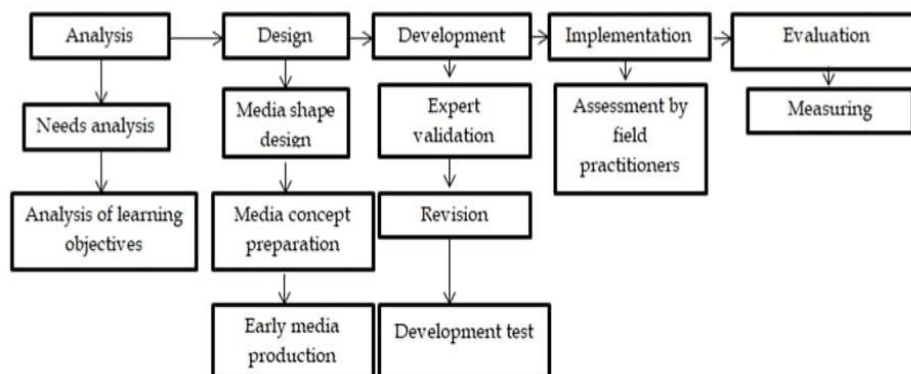 Analysis
Design
Development
Implementation
Evaluation
Needs analysis
Media shape
design
Expert
validation
Assessment by
field
practitioners
Measuring
Analysis of learning
objectives
Media concept
preparation
Revision
Early media
production
Development test